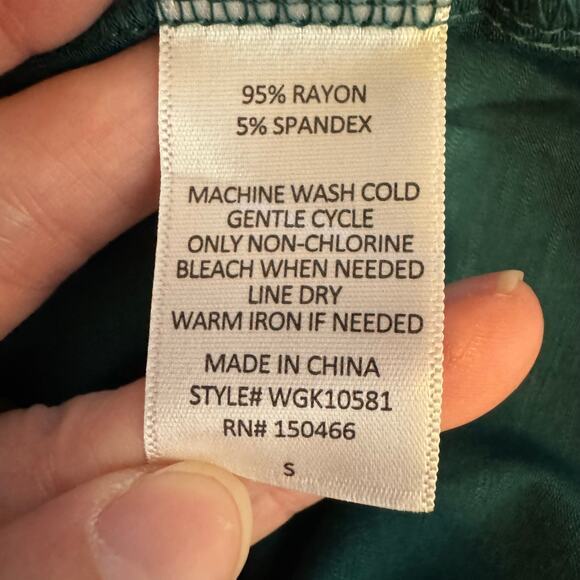 95% RAYON
5% SPANDEX
MACHINE WASH COLD
GENTLE CYCLE
ONLY NON-CHLORINE
BLEACH WHEN NEEDED
LINE DRY
WARM IRON IF NEEDED
MADE IN CHINA
STYLE# WGK10581
RN# 150466
S